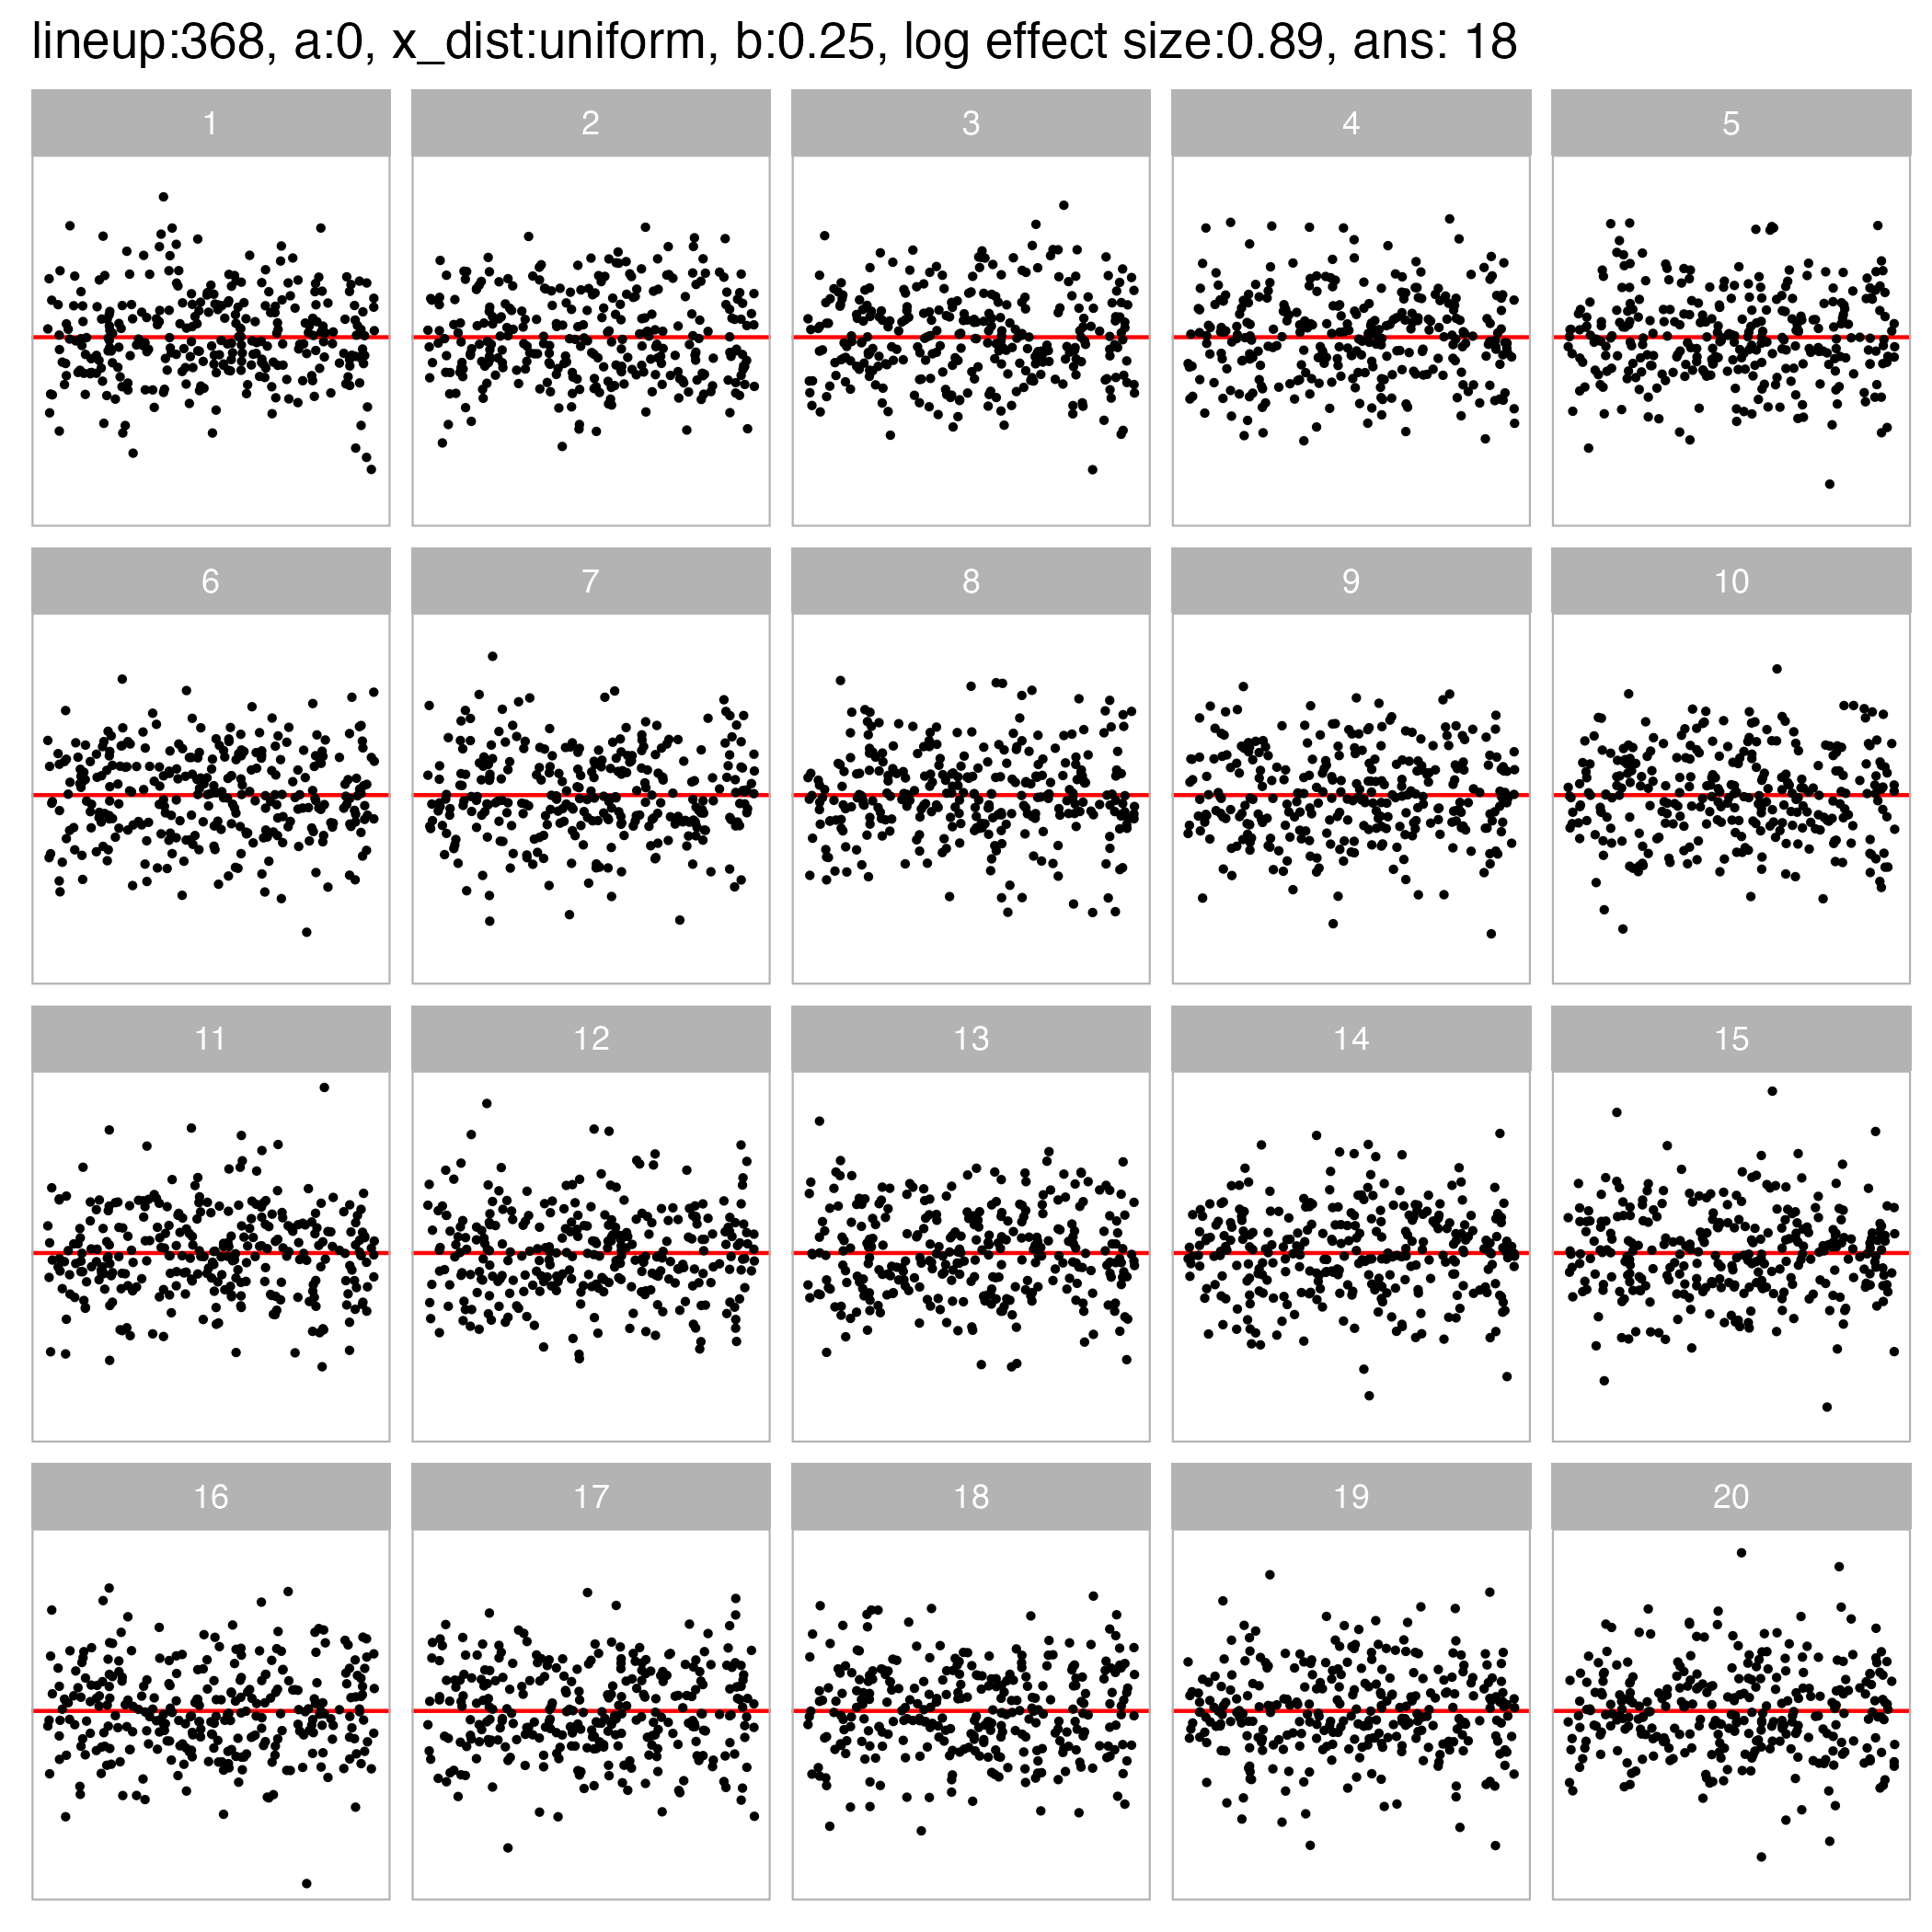 lineup:368, a:0, x_dist:uniform, b:0.25, log effect size:0.89, ans: 18
1 2 3 4 5
6 7 8 9 10
11 12 13 14 15
16 17 18 19 20